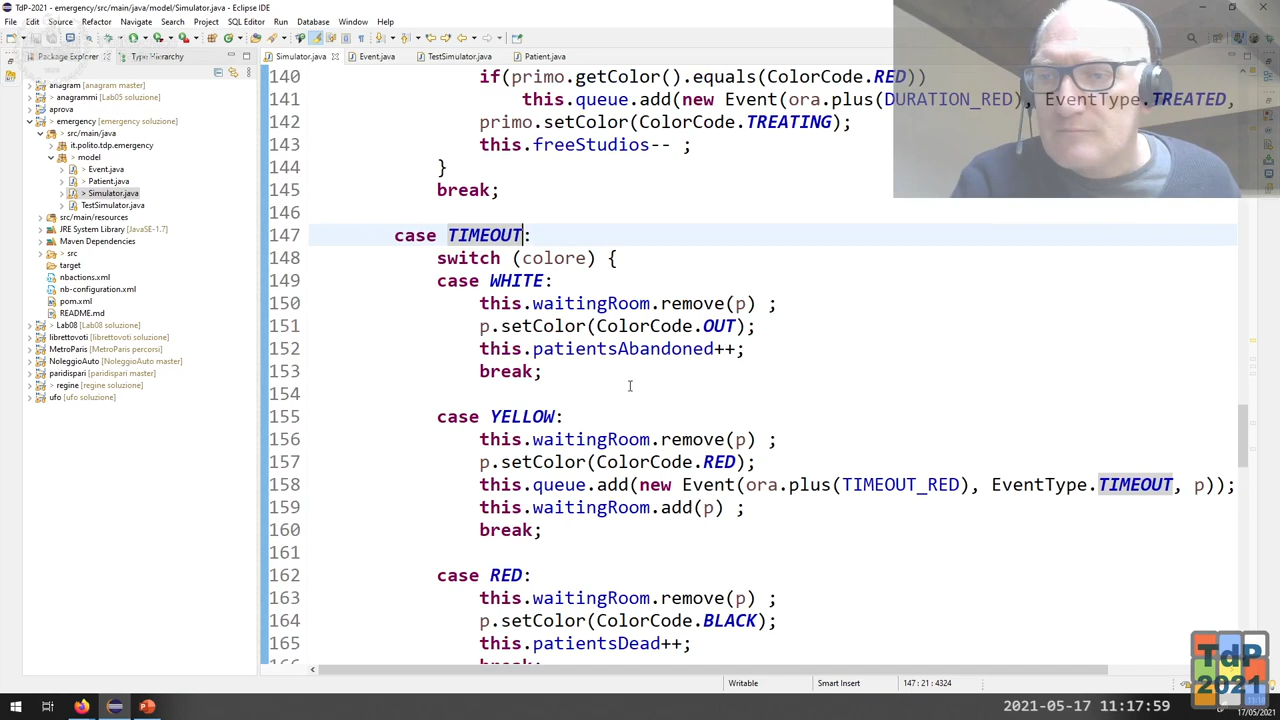 TdP-2021 - emergency/src/main/java/model/Simulator.java - Eclipse IDE
File Edit Source Refactor Navigate Search Project SQL Editor Run Database Window Help
Package Explorer Type Hierarchy
Simulator.java Event.java TestSimulator.java Patient.java
anagram [anagram master]
anagrammi [Lab05 soluzione]
aprova
emergency [emergency soluzione]
src/main/java
it.polito.tdp.emergency
model
Event.java
Patient.java
Simulator.java
TestSimulator.java
src/main/resources
JRE System Library [JavaSE-1.7]
Maven Dependencies
src
target
nbactions.xml
nb-configuration.xml
pom.xml
README.md
Lab08 [Lab08 soluzione]
librettovoti [librettovoti master]
MetroParis [MetroParis percorsi]
NoleggioAuto [NoleggioAuto master]
paridispari [paridispari master]
regine [regine soluzione]
ufo [ufo soluzione]
140 if(primo.getColor().equals(ColorCode.RED))
141 this.queue.add(new Event(ora.plus(DURATION_RED), EventType.TREATED,
142 primo.setColor(ColorCode.TREATING);
143 this.freeStudios-- ;
144 }
145 break;
146
147 case TIMEOUT:
148 switch (colore) {
149 case WHITE:
150 this.waitingRoom.remove(p) ;
151 p.setColor(ColorCode.OUT);
152 this.patientsAbandoned++;
153 break;
154
155 case YELLOW:
156 this.waitingRoom.remove(p) ;
157 p.setColor(ColorCode.RED);
158 this.queue.add(new Event(ora.plus(TIMEOUT_RED), EventType.TIMEOUT, p));
159 this.waitingRoom.add(p) ;
160 break;
161
162 case RED:
163 this.waitingRoom.remove(p) ;
164 p.setColor(ColorCode.BLACK);
165 this.patientsDead++;
166 break;
Writable Smart Insert 147 : 21 : 4324
TdP
2021
2021-05-17 11:17:59
17/05/2021